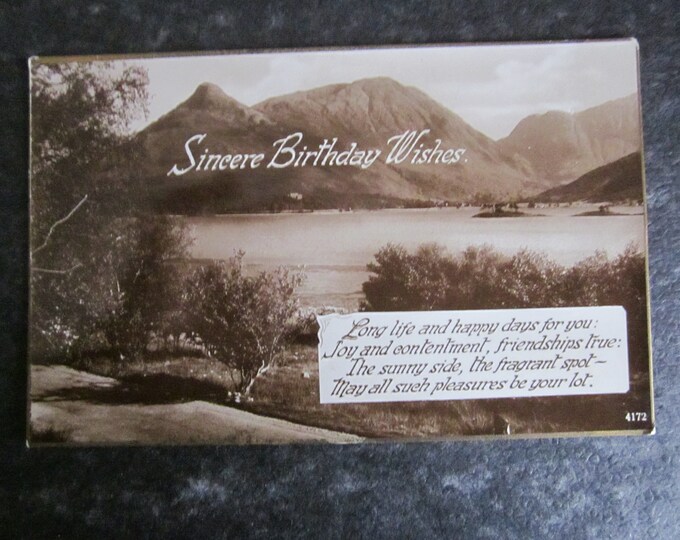 Sincere Birthday Wishes.
Long life and happy days for you:
Joy and contentment, friendships true:
The sunny side, the fragrant spot—
May all such pleasures be your lot.
4172